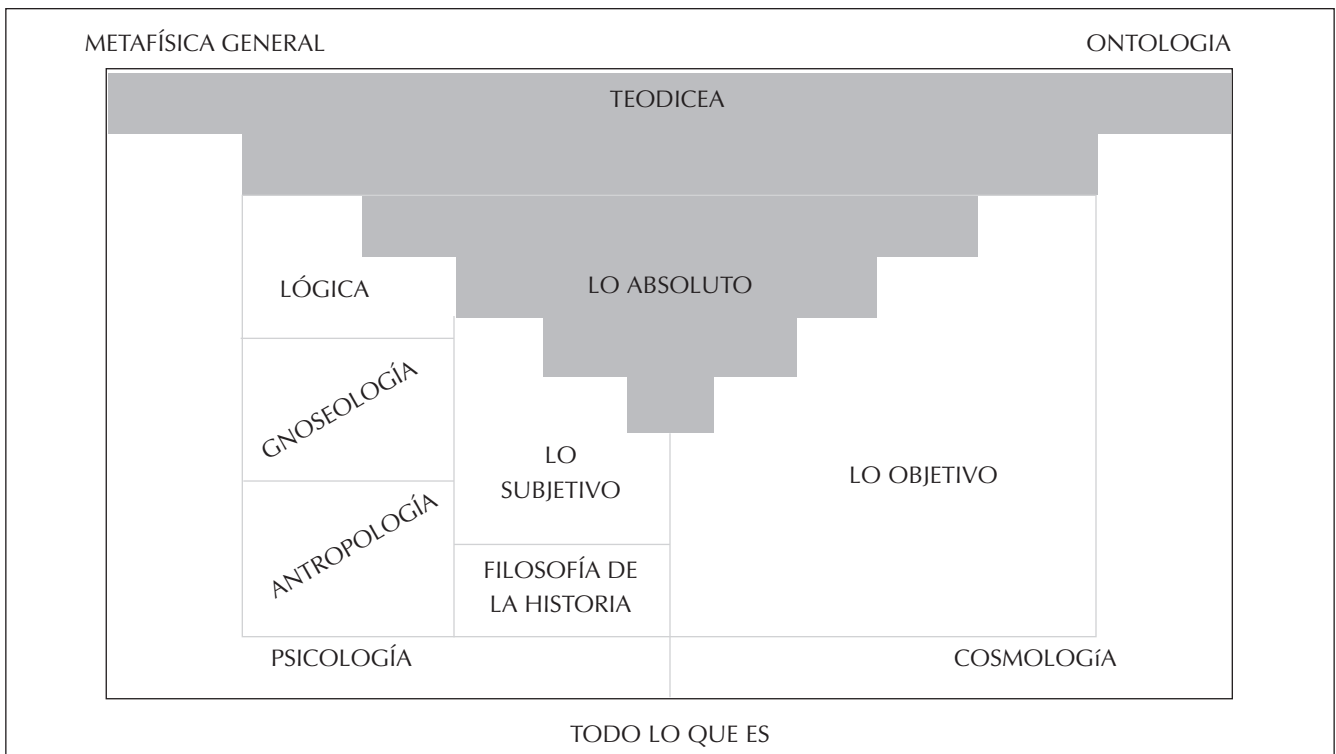 METAFÍSICA GENERAL
ONTOLOGIA
TEODICEA
LÓGICA
LO ABSOLUTO
GNOSEOLOGÍA
LO
SUBJETIVO
LO OBJETIVO
ANTROPOLOGÍA
FILOSOFÍA DE
LA HISTORIA
PSICOLOGÍA
COSMOLOGíA
TODO LO QUE ES